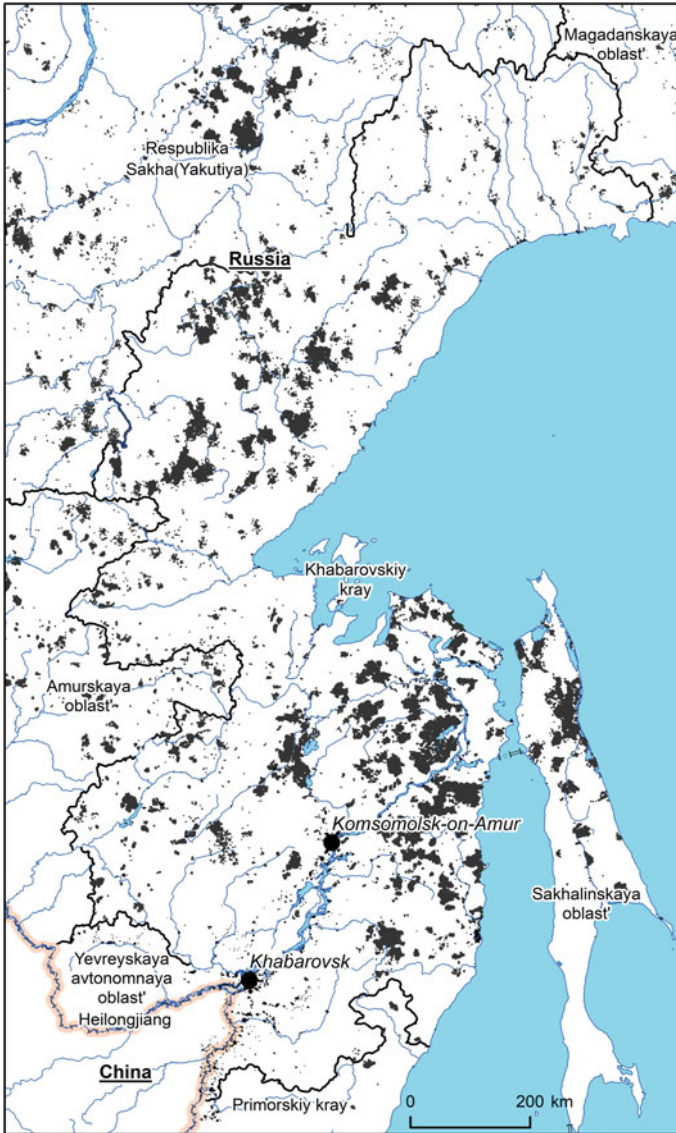 Magadanskaya
oblast'
Respublika
Sakha(Yakutiya)
Russia
Khabarovskiy
kray
Amurskaya
oblast'
Komsomolsk-on-Amur
Sakhalinskaya
oblast'
Yevreyskaya
avtonomnaya
oblast'
Khabarovsk
Heilongjiang
China
Primorskiy kray
0 200 km